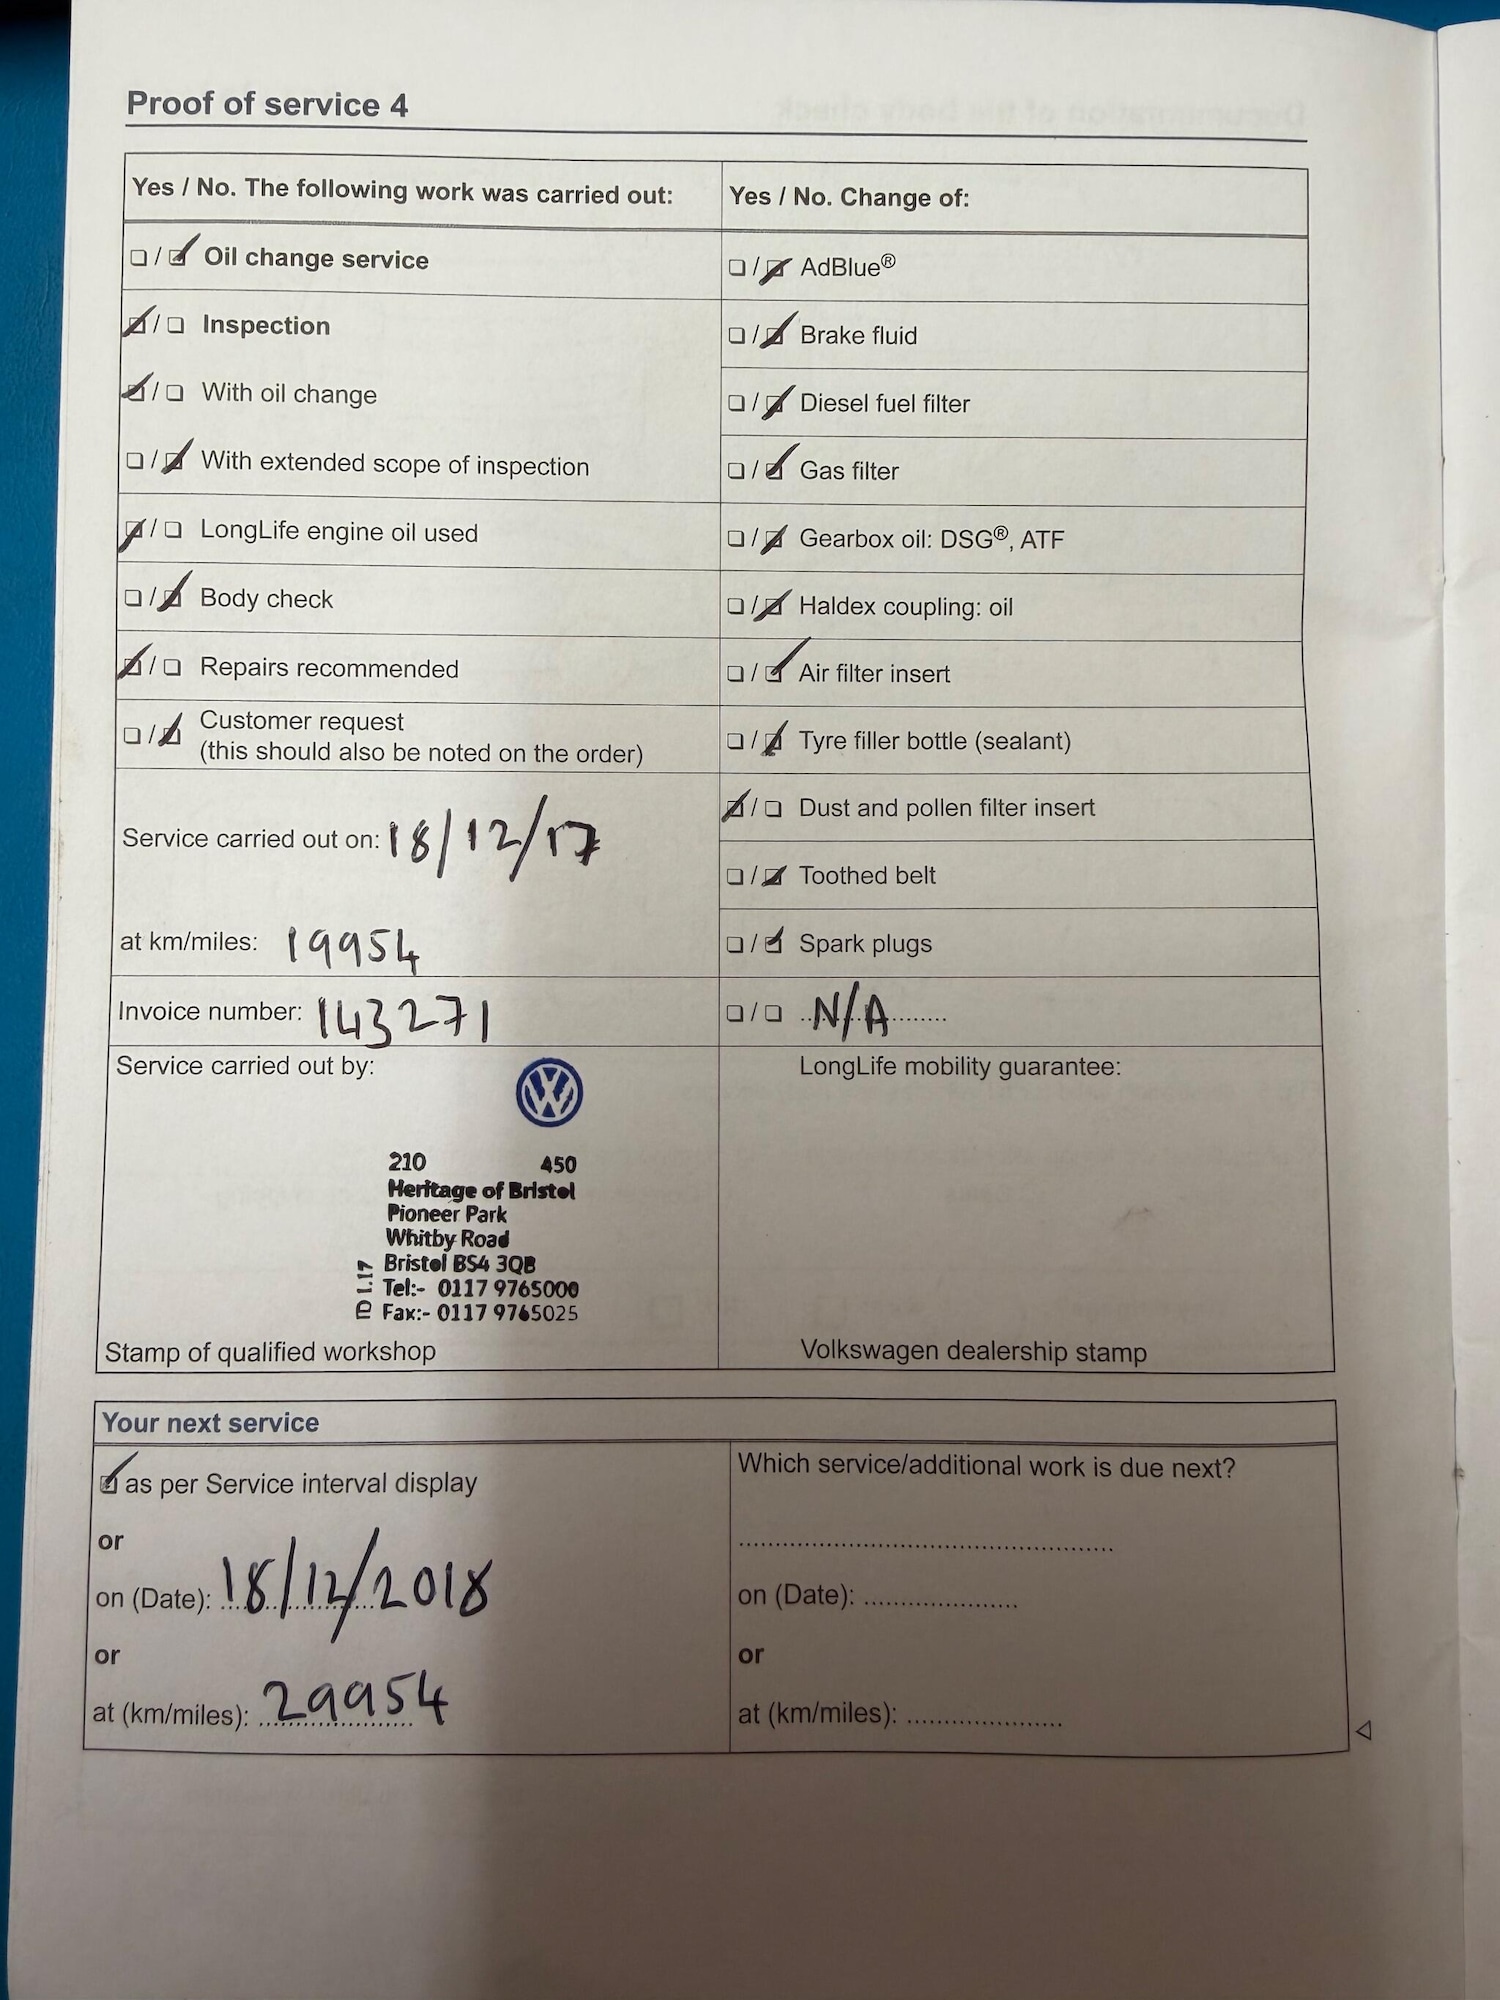 Proof of service 4
Yes / No. The following work was carried out:
☐ / ☑ Oil change service
☑ / ☐ Inspection
☑ / ☐ With oil change
☐ / ☑ With extended scope of inspection
☑ / ☐ LongLife engine oil used
☐ / ☑ Body check
☑ / ☐ Repairs recommended
☐ / ☑ Customer request
(this should also be noted on the order)
Service carried out on: 18/12/17
at km/miles: 19954
Invoice number: 143271
Service carried out by:
VW
210 450
Heritage of Bristol
Pioneer Park
Whitby Road
Bristol BS4 3QB
Tel:- 0117 9765000
Fax:- 0117 9765025
ID 1.17
Stamp of qualified workshop
Yes / No. Change of:
☐ / ☑ AdBlue®
☐ / ☑ Brake fluid
☐ / ☑ Diesel fuel filter
☐ / ☑ Gas filter
☐ / ☑ Gearbox oil: DSG®, ATF
☐ / ☑ Haldex coupling: oil
☐ / ☑ Air filter insert
☐ / ☑ Tyre filler bottle (sealant)
☑ / ☐ Dust and pollen filter insert
☐ / ☑ Toothed belt
☐ / ☑ Spark plugs
☐ / ☐ N/A
LongLife mobility guarantee:
Volkswagen dealership stamp
Your next service
☑ as per Service interval display
or
on (Date): 18/12/2018
or
at (km/miles): 29954
Which service/additional work is due next?
on (Date): ....................
or
at (km/miles): ....................